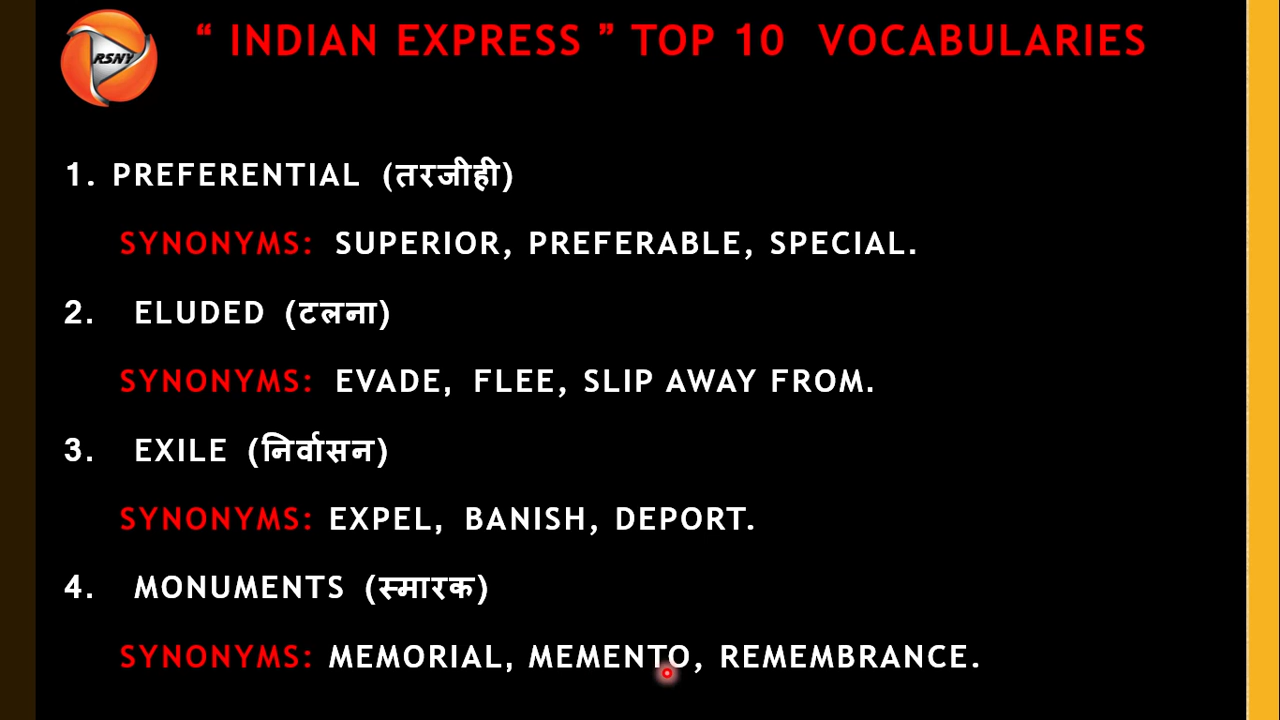 RSNY
“ INDIAN EXPRESS ” TOP 10 VOCABULARIES
1. PREFERENTIAL (तरजीही)
SYNONYMS: SUPERIOR, PREFERABLE, SPECIAL.
2. ELUDED (टलना)
SYNONYMS: EVADE, FLEE, SLIP AWAY FROM.
3. EXILE (निर्वासन)
SYNONYMS: EXPEL, BANISH, DEPORT.
4. MONUMENTS (स्मारक)
SYNONYMS: MEMORIAL, MEMENTO, REMEMBRANCE.